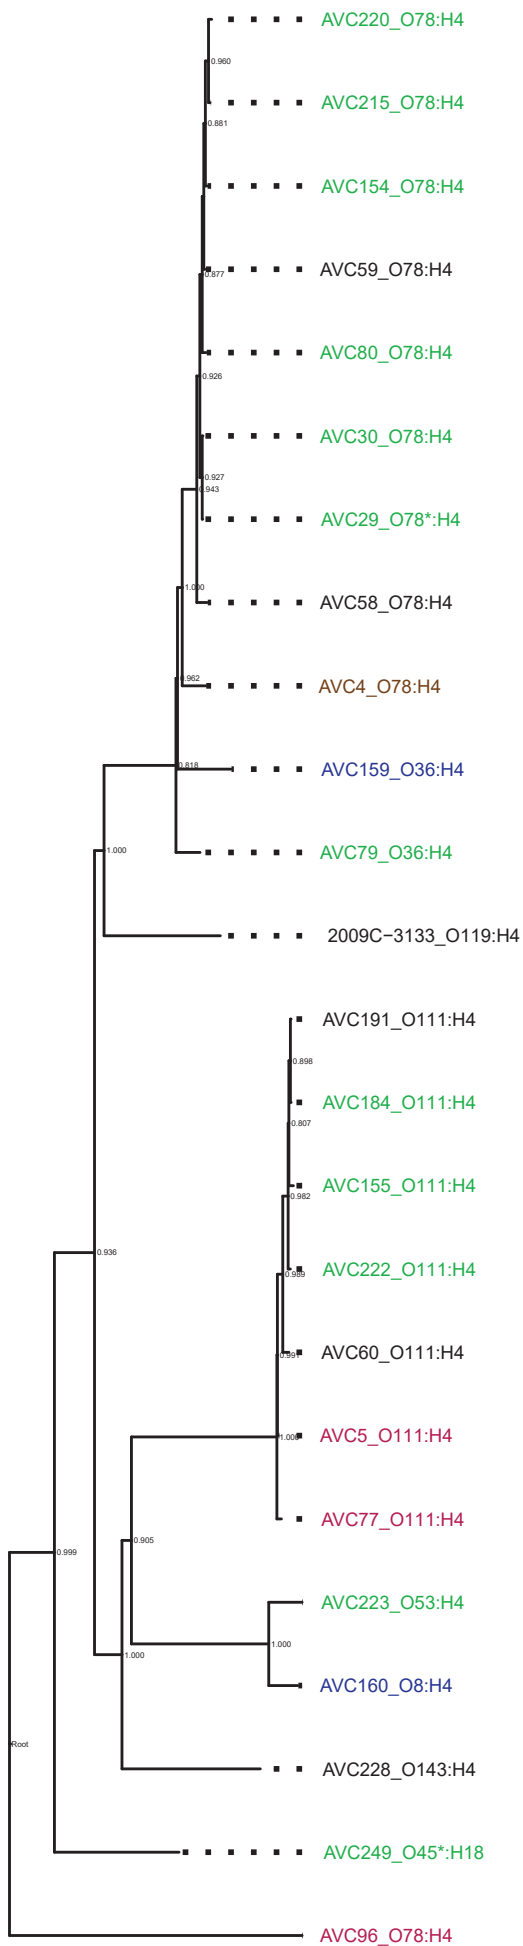 AVC220_O78:H4
0.960
AVC215_O78:H4
0.881
AVC154_O78:H4
AVC59_O78:H4
0.877
AVC80_O78:H4
0.926
AVC30_O78:H4
0.927
0.943
AVC29_O78*:H4
1.000
AVC58_O78:H4
0.962
AVC4_O78:H4
0.818
AVC159_O36:H4
1.000
AVC79_O36:H4
2009C−3133_O119:H4
AVC191_O111:H4
0.898
AVC184_O111:H4
0.807
AVC155_O111:H4
0.982
0.936
AVC222_O111:H4
0.989
AVC60_O111:H4
0.991
AVC5_O111:H4
1.000
AVC77_O111:H4
0.905
0.999
AVC223_O53:H4
1.000
1.000
AVC160_O8:H4
Root
AVC228_O143:H4
AVC249_O45*:H18
AVC96_O78:H4